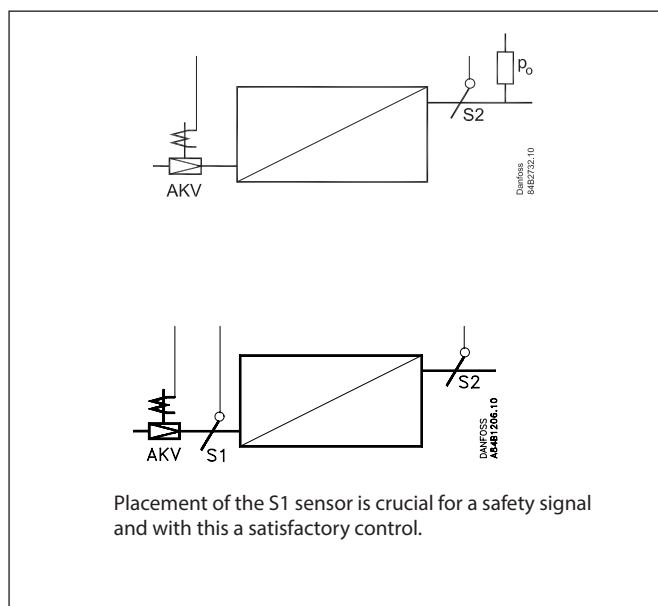 po
S2
AKV
Danfoss
84B2732.10
S2
AKV
S1
DANFOSS
A84B1206.10
Placement of the S1 sensor is crucial for a safety signal
and with this a satisfactory control.